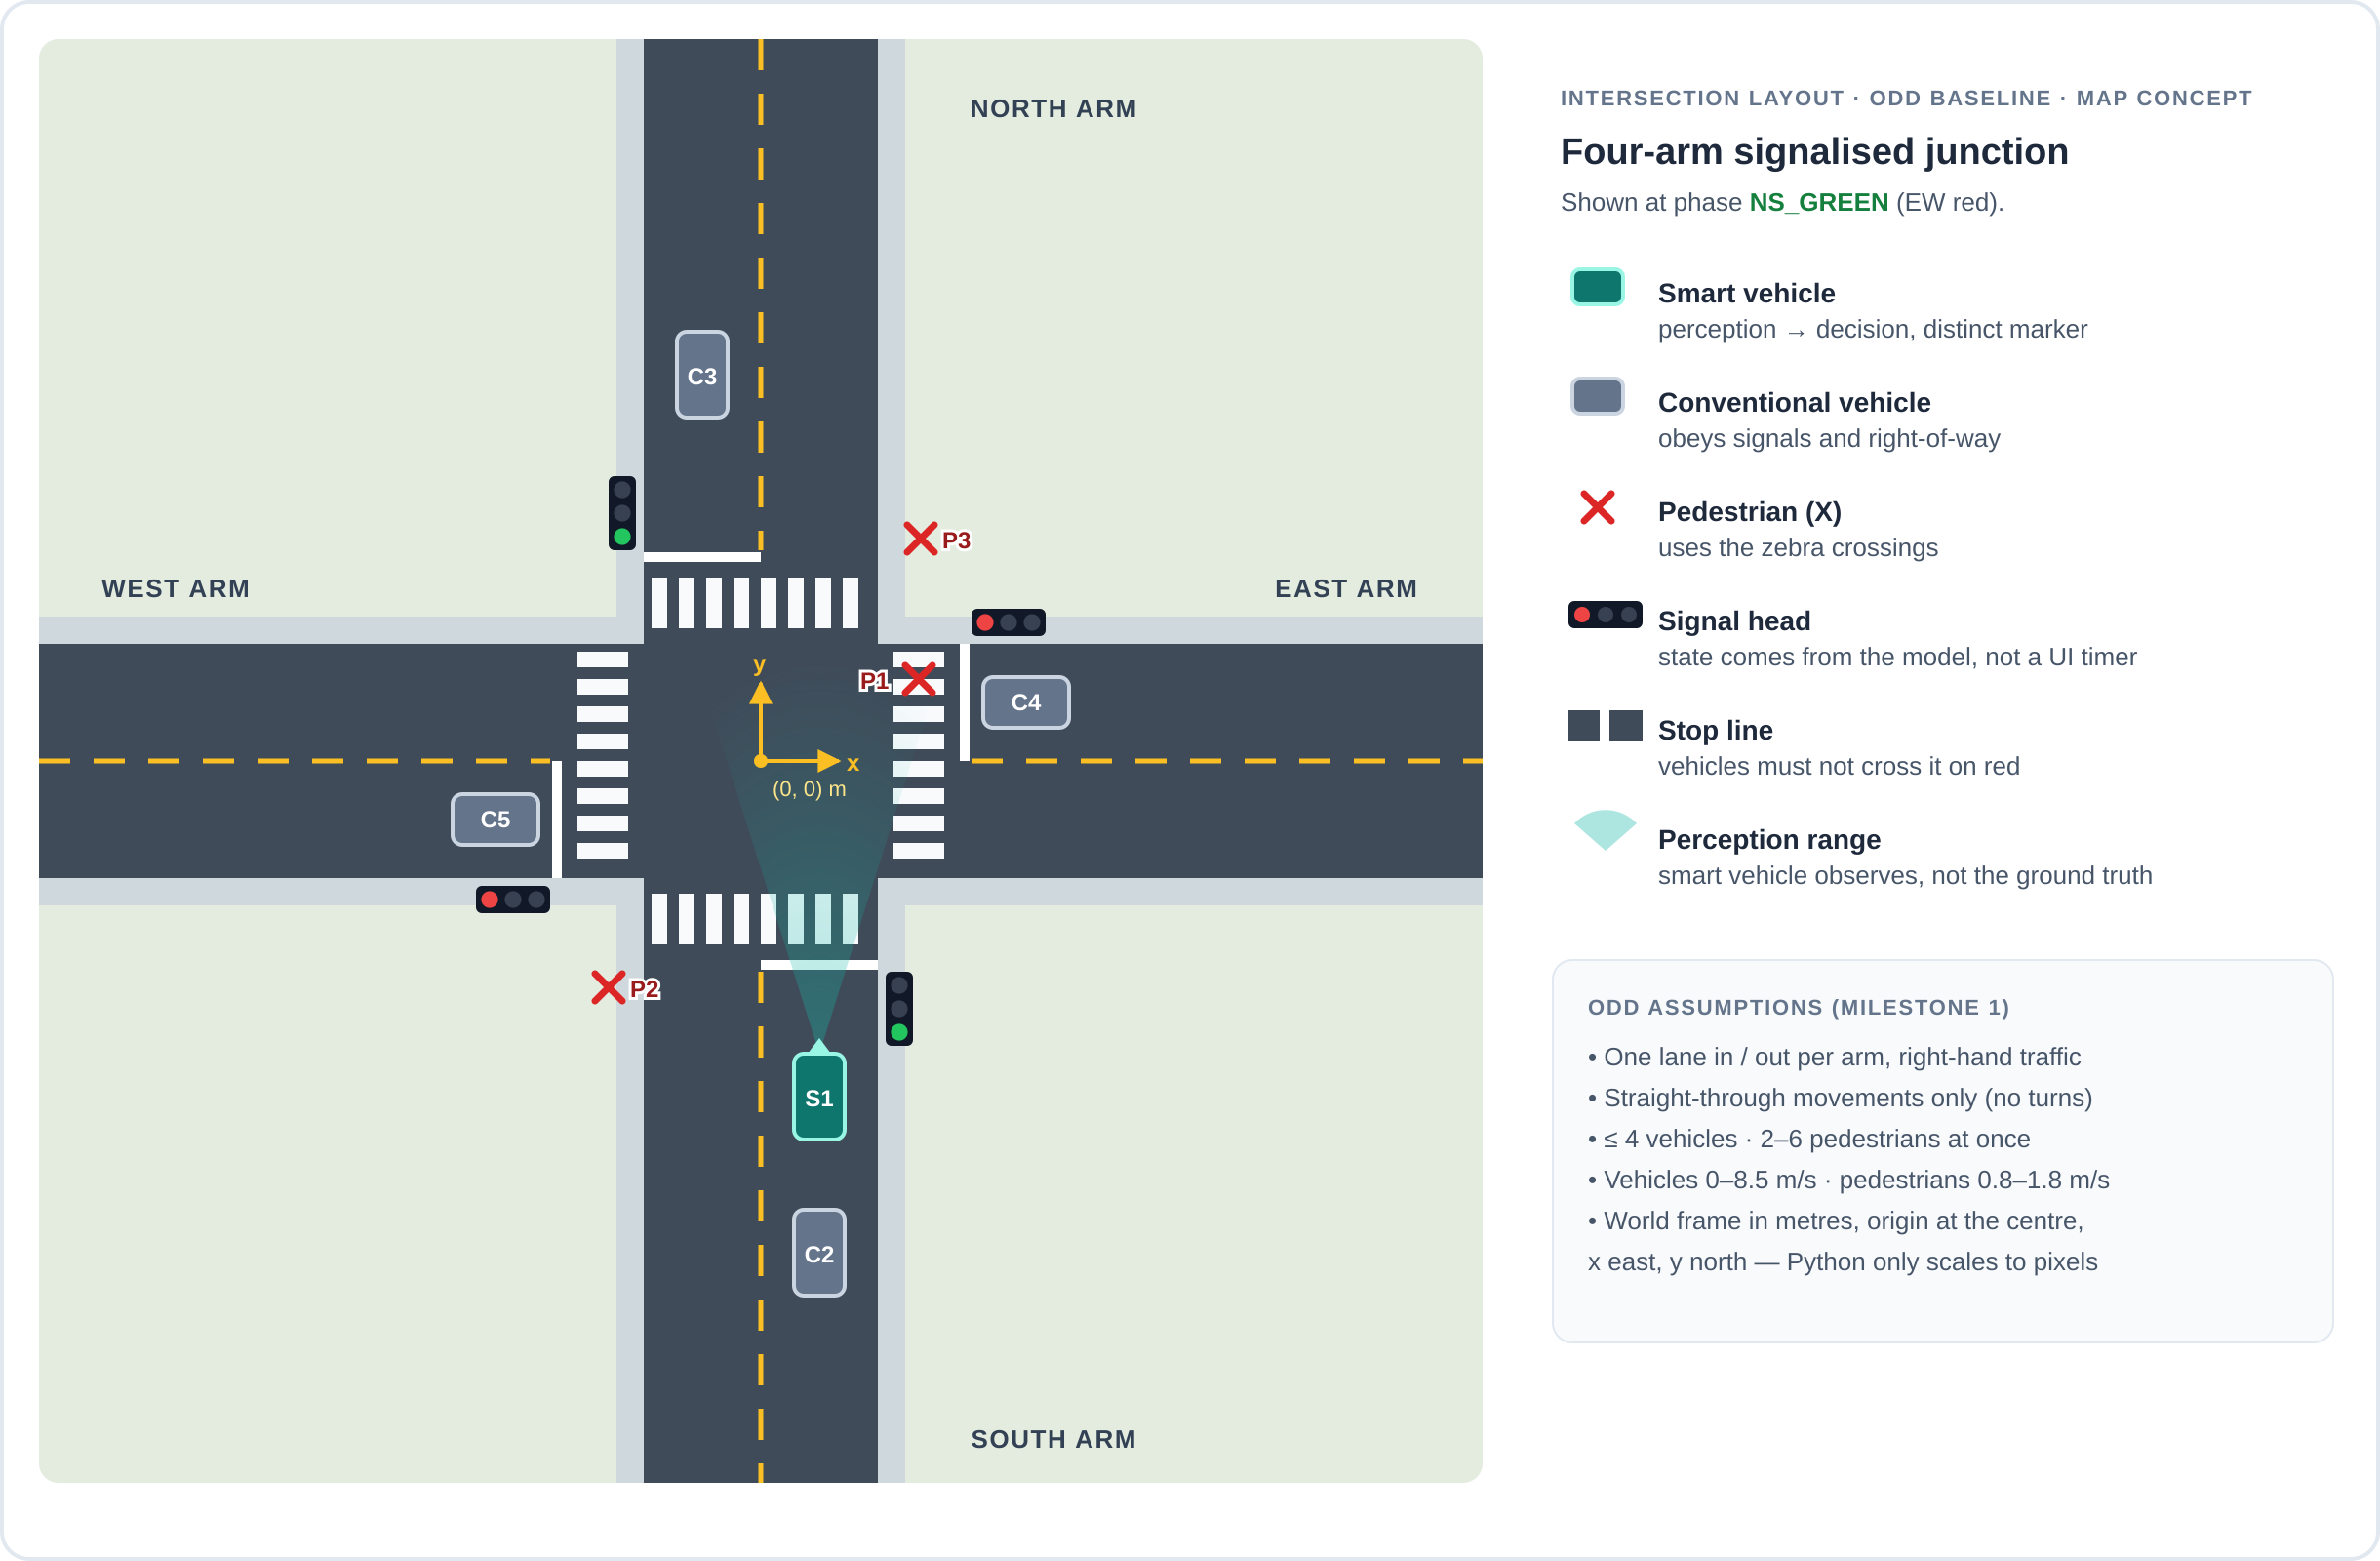 NORTH ARM
C3
P3
WEST ARM
EAST ARM
y
P1
C4
x
(0, 0) m
C5
P2
S1
C2
SOUTH ARM
INTERSECTION LAYOUT · ODD BASELINE · MAP CONCEPT
Four-arm signalised junction
Shown at phase NS_GREEN (EW red).
Smart vehicle
perception → decision, distinct marker
Conventional vehicle
obeys signals and right-of-way
Pedestrian (X)
uses the zebra crossings
Signal head
state comes from the model, not a UI timer
Stop line
vehicles must not cross it on red
Perception range
smart vehicle observes, not the ground truth
ODD ASSUMPTIONS (MILESTONE 1)
• One lane in / out per arm, right-hand traffic
• Straight-through movements only (no turns)
• ≤ 4 vehicles · 2–6 pedestrians at once
• Vehicles 0–8.5 m/s · pedestrians 0.8–1.8 m/s
• World frame in metres, origin at the centre,
x east, y north — Python only scales to pixels